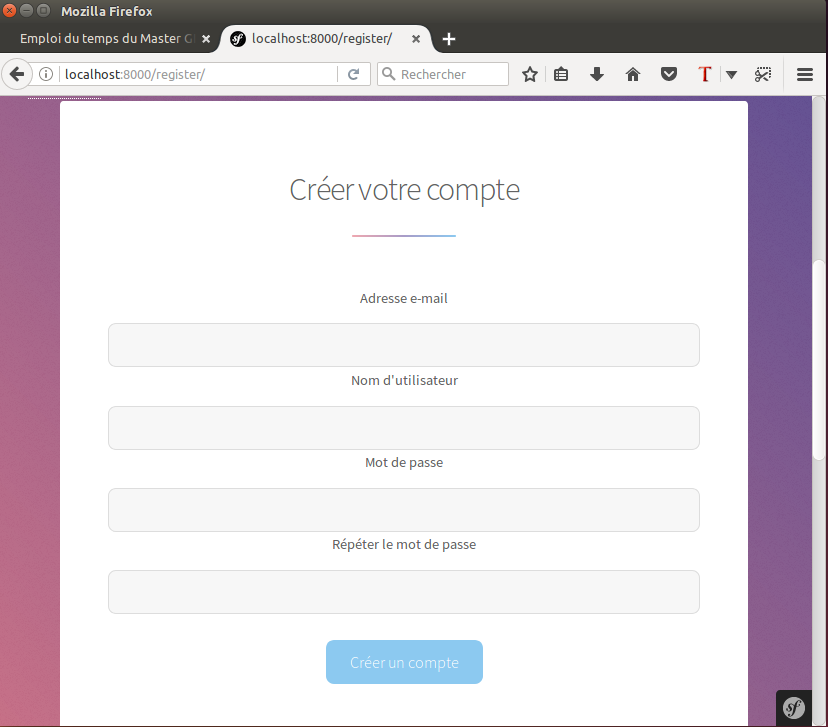 Mozilla Firefox
Emploi du temps du Master G
localhost:8000/register/
localhost:8000/register/
Rechercher
T
Créer votre compte
Adresse e-mail
Nom d'utilisateur
Mot de passe
Répéter le mot de passe
Créer un compte
sf